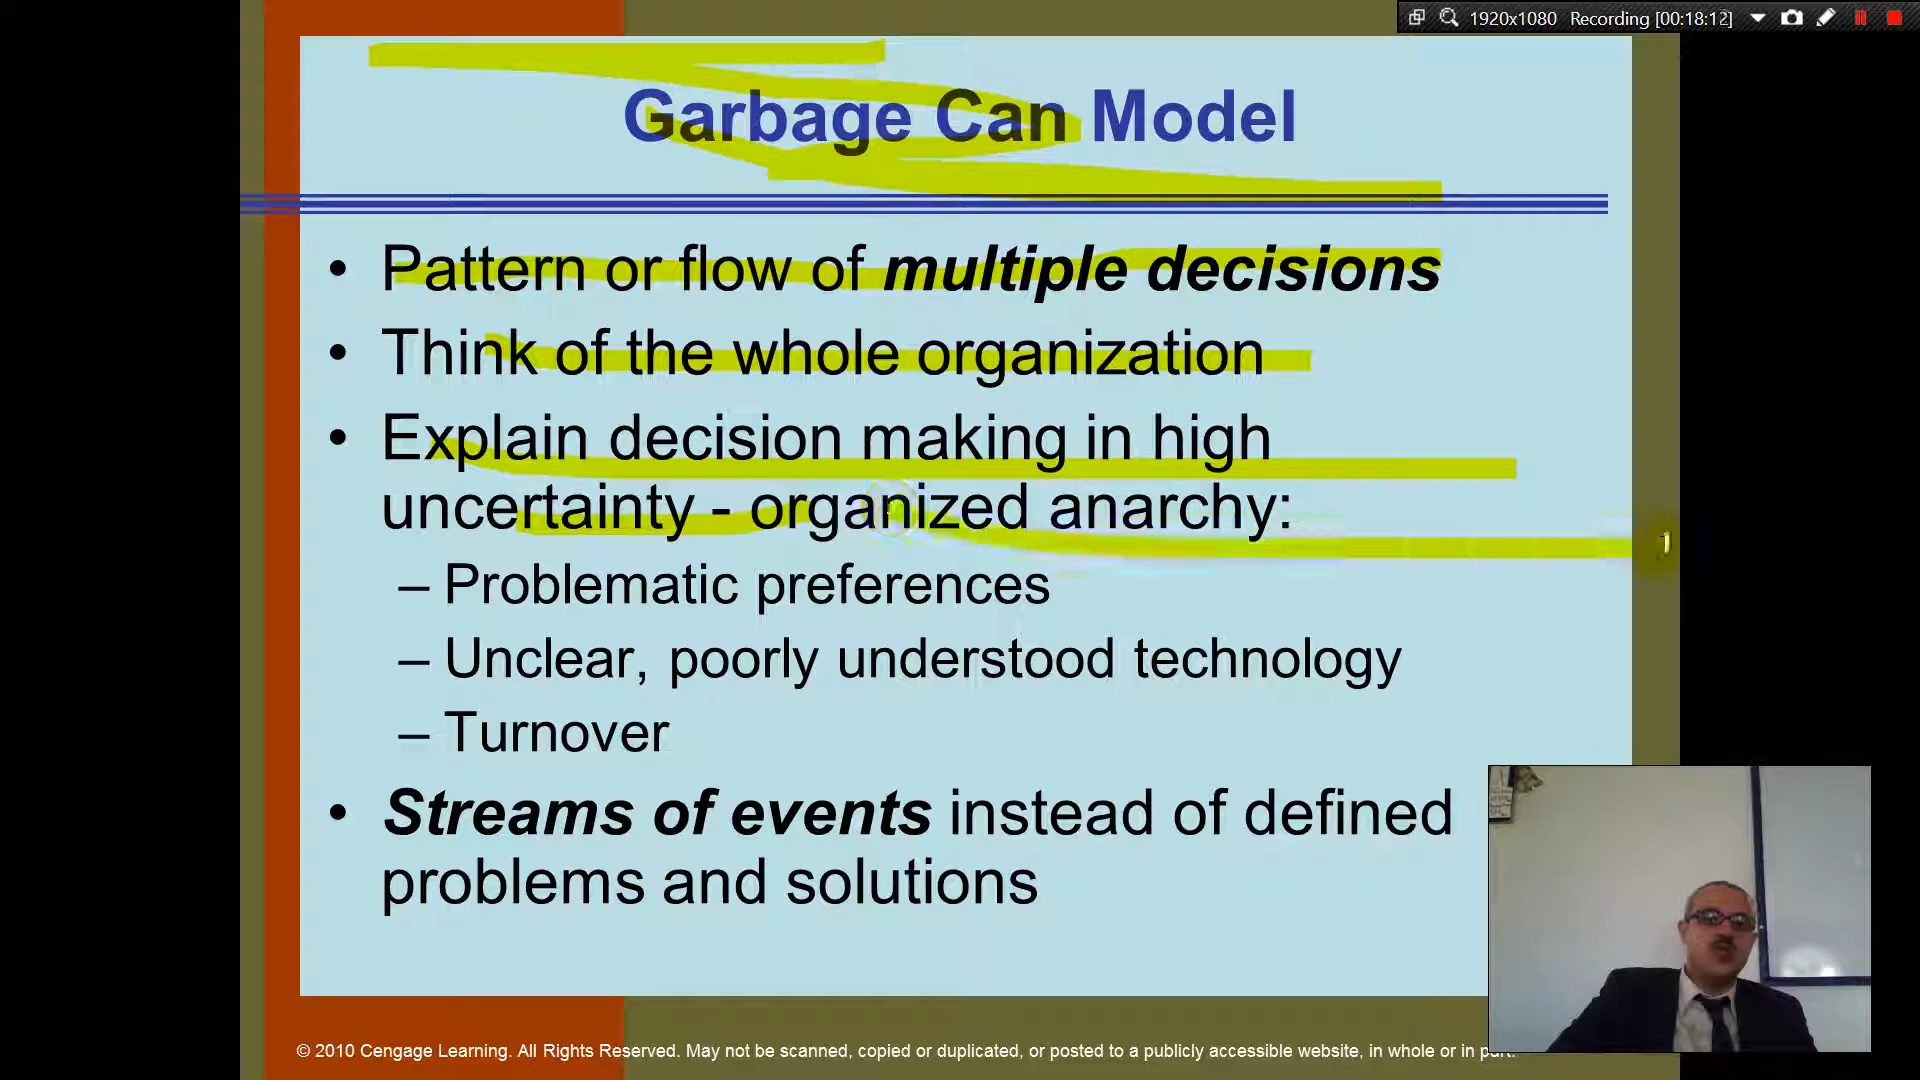 1920x1080 Recording [00:18:12]
Garbage Can Model
• Pattern or flow of multiple decisions
• Think of the whole organization
• Explain decision making in high
uncertainty - organized anarchy:
– Problematic preferences
– Unclear, poorly understood technology
– Turnover
• Streams of events instead of defined
problems and solutions
© 2010 Cengage Learning. All Rights Reserved. May not be scanned, copied or duplicated, or posted to a publicly accessible website, in whole or in part.